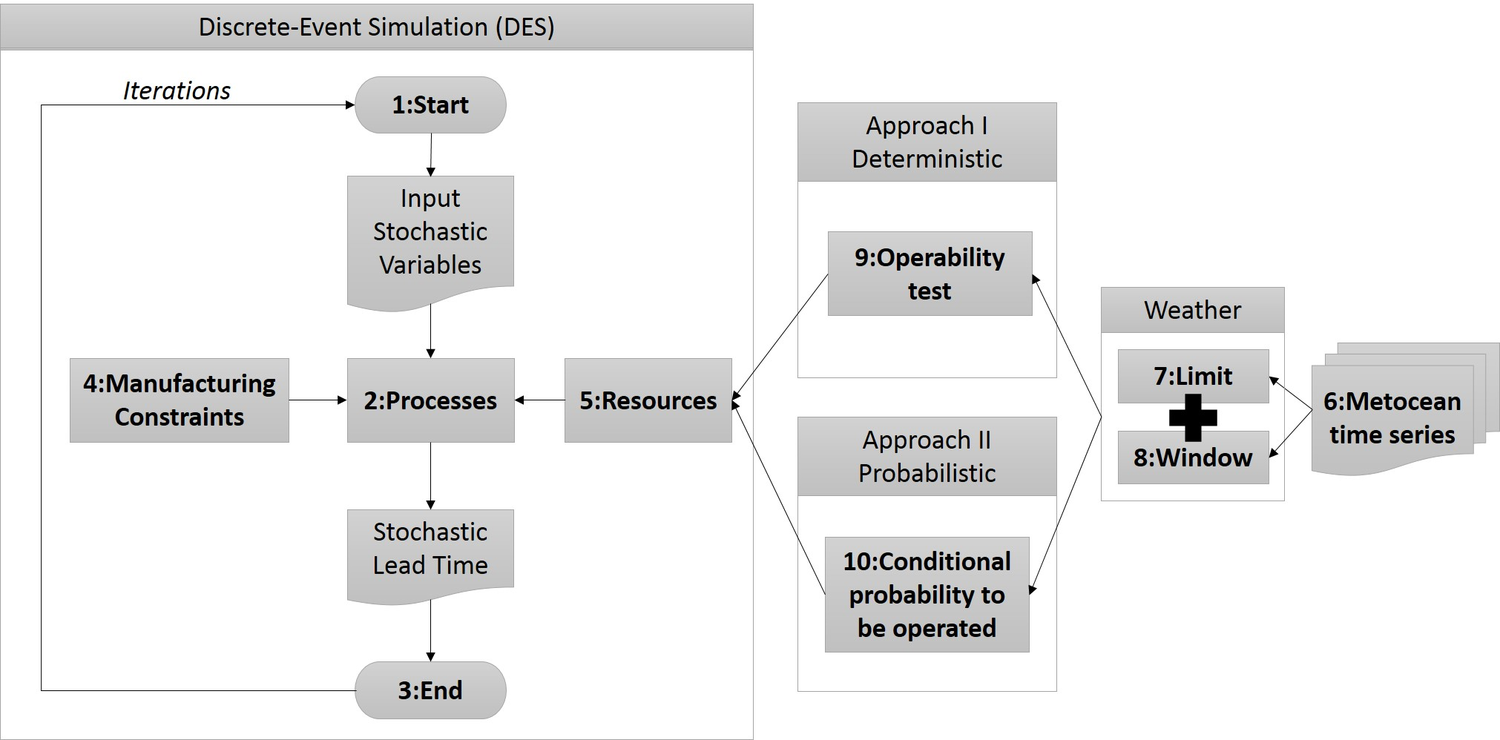 Discrete-Event Simulation (DES)
Iterations
1:Start
Input
Stochastic
Variables
4:Manufacturing
Constraints
2:Processes
5:Resources
Stochastic
Lead Time
3:End
Approach I
Deterministic
9:Operability
test
Approach II
Probabilistic
10:Conditional
probability to
be operated
Weather
7:Limit
8:Window
6:Metocean
time series